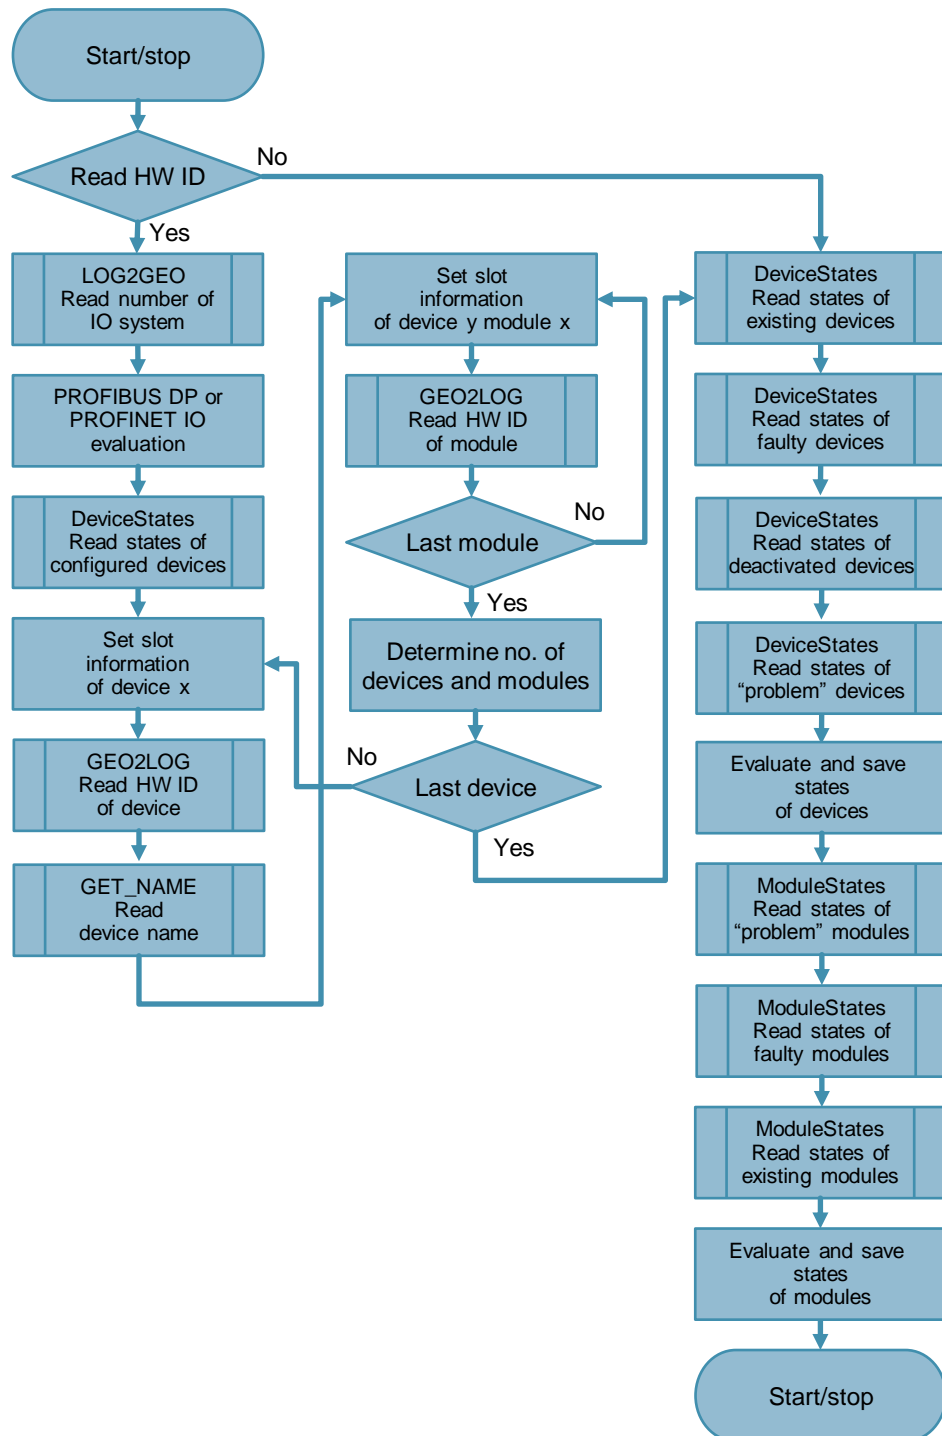 Start/stop
Read HW ID
No
Yes
LOG2GEO
Read number of
IO system
PROFIBUS DP or
PROFINET IO
evaluation
DeviceStates
Read states of
configured devices
Set slot
information
of device x
GEO2LOG
Read HW ID
of device
GET_NAME
Read
device name
Set slot
information
of device y module x
GEO2LOG
Read HW ID
of module
Last module
No
Yes
Determine no. of
devices and modules
No
Last device
Yes
DeviceStates
Read states of
existing devices
DeviceStates
Read states of
faulty devices
DeviceStates
Read states of
deactivated devices
DeviceStates
Read states of
“problem” devices
Evaluate and save
states
of devices
ModuleStates
Read states of
“problem” modules
ModuleStates
Read states of
faulty modules
ModuleStates
Read states of
existing modules
Evaluate and save
states
of modules
Start/stop